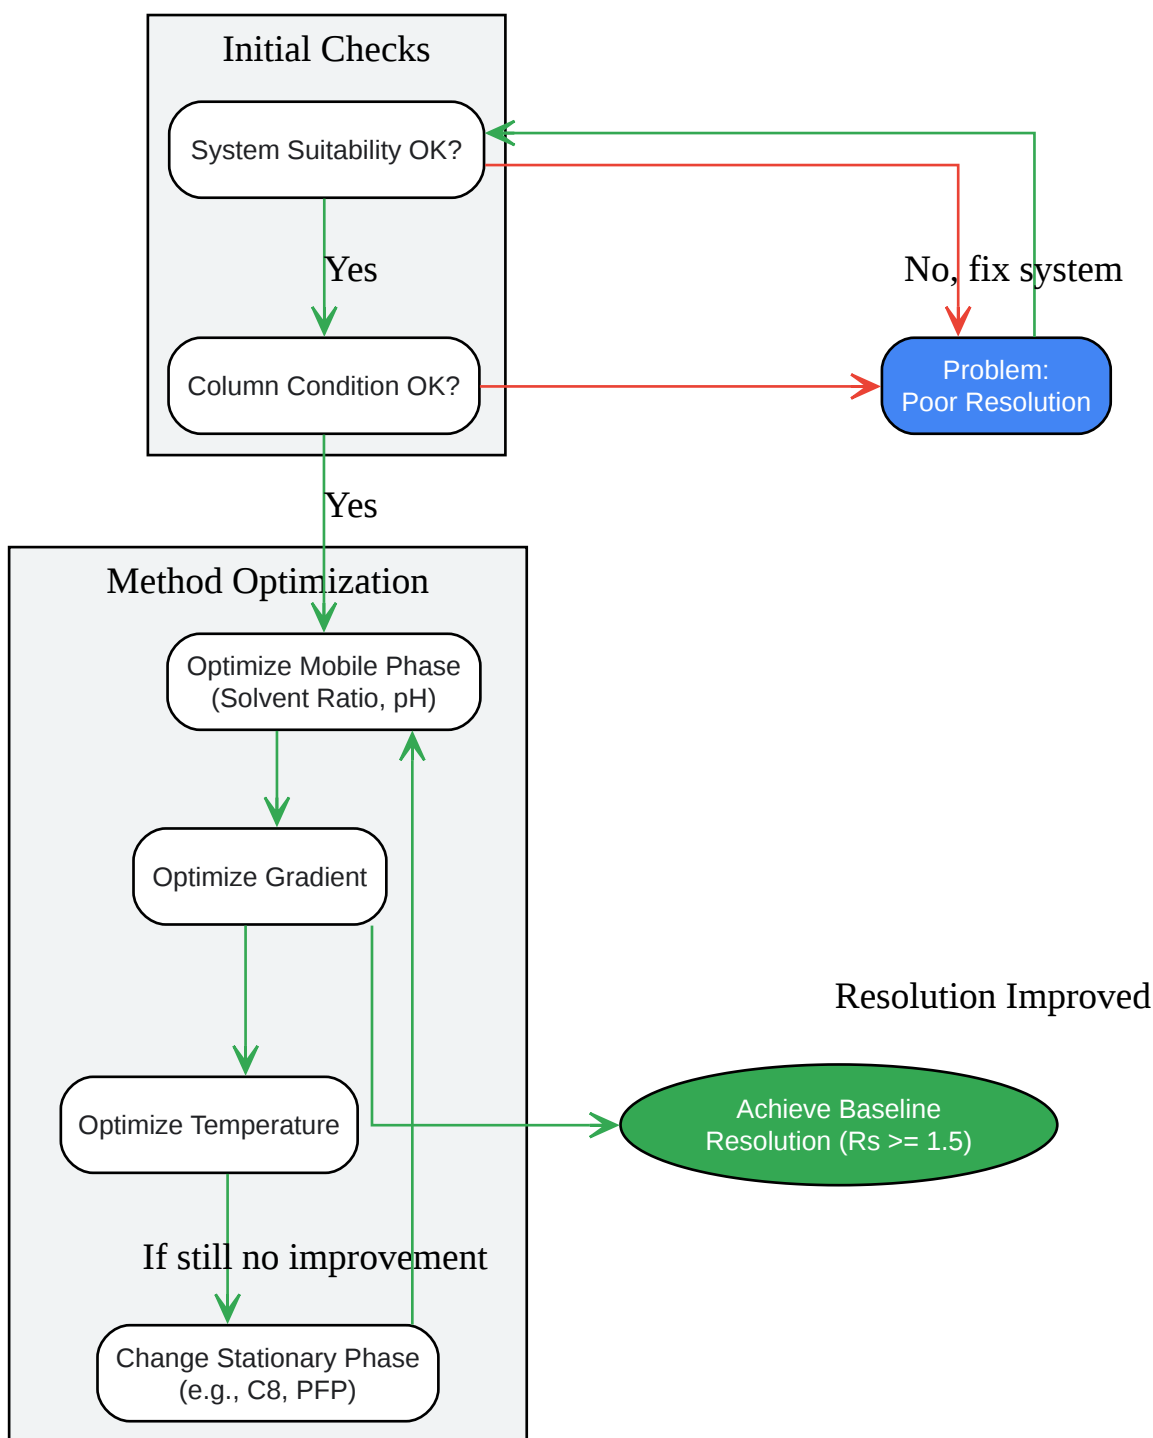 Initial Checks
System Suitability OK?
Yes
No, fix system
Column Condition OK?
Problem:
Poor Resolution
Yes
Method Optimization
Optimize Mobile Phase
(Solvent Ratio, pH)
Optimize Gradient
Resolution Improved
Optimize Temperature
Achieve Baseline
Resolution (Rs >= 1.5)
If still no improvement
Change Stationary Phase
(e.g., C8, PFP)